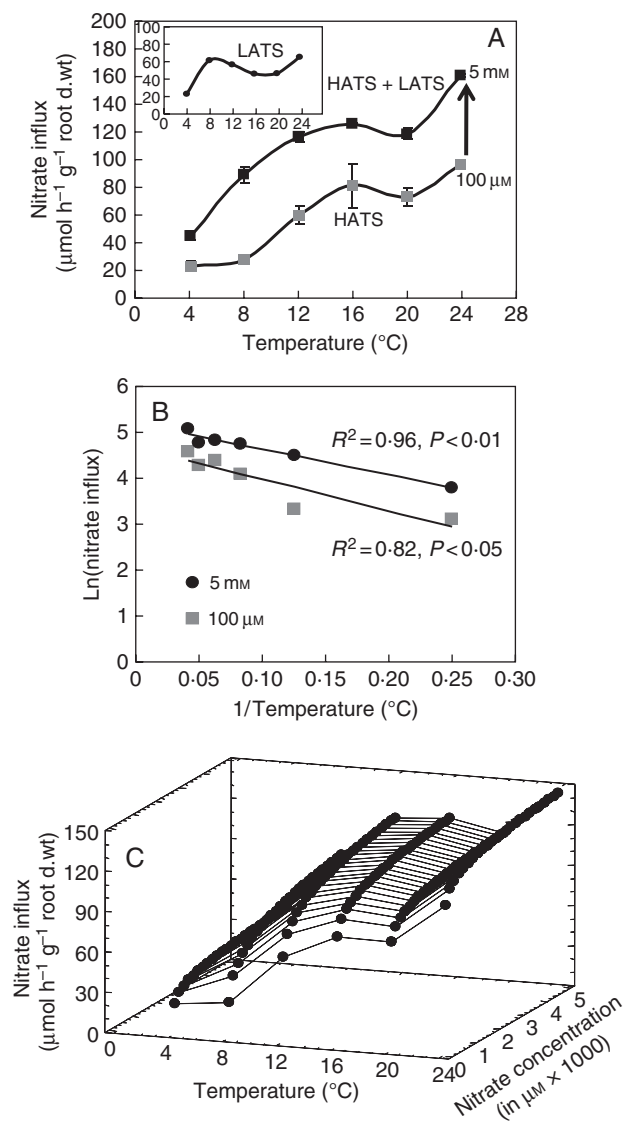 A
Nitrate influx
(µmol h⁻¹ g⁻¹ root d.wt)
200
180
160
140
120
100
80
60
40
20
0
100
80
60
40
20
0
LATS
0 4 8 12 16 20 24
HATS + LATS
5 mM
100 µM
HATS
0 4 8 12 16 20 24 28
Temperature (°C)
B
Ln(nitrate influx)
6
5
4
3
2
1
0
R² = 0·96, P < 0·01
R² = 0·82, P < 0·05
5 mM
100 µM
0 0·05 0·10 0·15 0·20 0·25 0·30
1/Temperature (°C)
C
Nitrate influx
(µmol h⁻¹ g⁻¹ root d.wt)
150
120
90
60
30
0
0 4 8 12 16 20 24
Temperature (°C)
0 1 2 3 4 5
Nitrate concentration
(in µM × 1000)